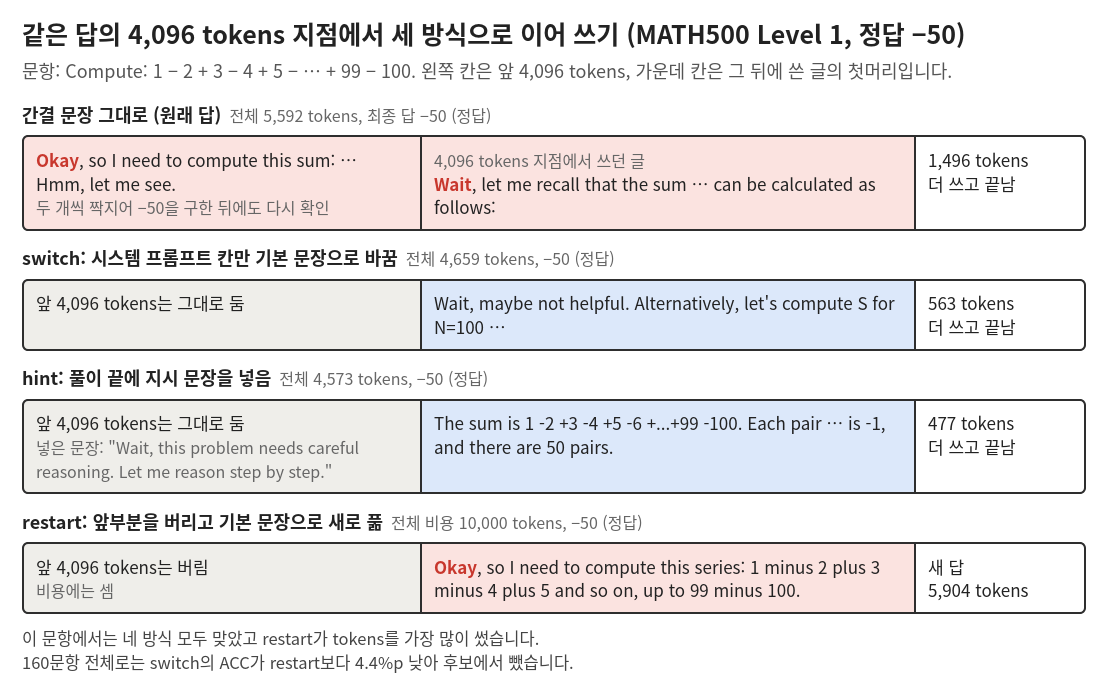 같은 답의 4,096 tokens 지점에서 세 방식으로 이어 쓰기 (MATH500 Level 1, 정답 −50)
문항: Compute: 1 − 2 + 3 − 4 + 5 − ⋯ + 99 − 100. 왼쪽 칸은 앞 4,096 tokens, 가운데 칸은 그 뒤에 쓴 글의 첫머리입니다.
간결 문장 그대로 (원래 답) 전체 5,592 tokens, 최종 답 −50 (정답)
Okay, so I need to compute this sum: ⋯
Hmm, let me see.
두 개씩 짝지어 −50을 구한 뒤에도 다시 확인
4,096 tokens 지점에서 쓰던 글
Wait, let me recall that the sum ⋯ can be calculated as
follows:
1,496 tokens
더 쓰고 끝남
switch: 시스템 프롬프트 칸만 기본 문장으로 바꿈 전체 4,659 tokens, −50 (정답)
앞 4,096 tokens는 그대로 둠
Wait, maybe not helpful. Alternatively, let's compute S for
N=100 ⋯
563 tokens
더 쓰고 끝남
hint: 풀이 끝에 지시 문장을 넣음 전체 4,573 tokens, −50 (정답)
앞 4,096 tokens는 그대로 둠
넣은 문장: "Wait, this problem needs careful
reasoning. Let me reason step by step."
The sum is 1 -2 +3 -4 +5 -6 +...+99 -100. Each pair ⋯ is -1,
and there are 50 pairs.
477 tokens
더 쓰고 끝남
restart: 앞부분을 버리고 기본 문장으로 새로 풂 전체 비용 10,000 tokens, −50 (정답)
앞 4,096 tokens는 버림
비용에는 셈
Okay, so I need to compute this series: 1 minus 2 plus 3
minus 4 plus 5 and so on, up to 99 minus 100.
새 답
5,904 tokens
이 문항에서는 네 방식 모두 맞았고 restart가 tokens를 가장 많이 썼습니다.
160문항 전체로는 switch의 ACC가 restart보다 4.4%p 낮아 후보에서 뺐습니다.